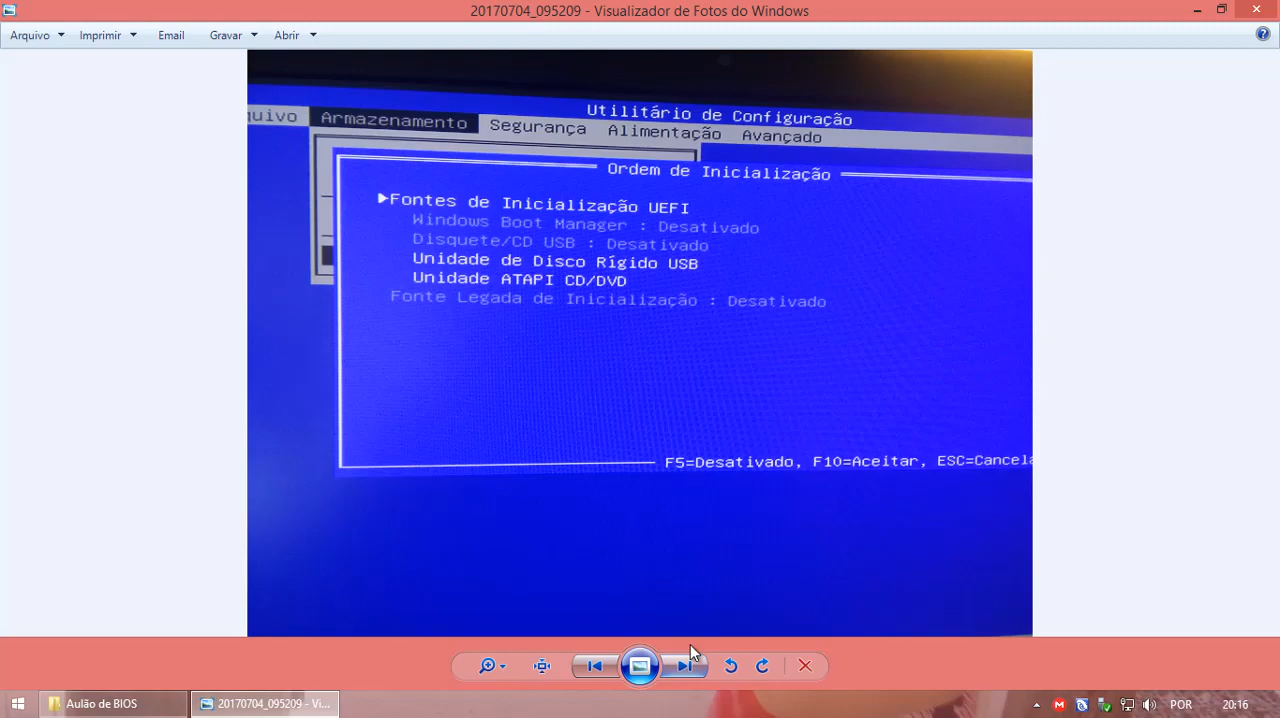 20170704_095209 - Visualizador de Fotos do Windows
Arquivo Imprimir Email Gravar Abrir
Utilitário de Configuração
quivo Armazenamento Segurança Alimentação Avançado
Ordem de Inicialização
Fontes de Inicialização UEFI
Windows Boot Manager : Desativado
Disquete/CD USB : Desativado
Unidade de Disco Rígido USB
Unidade ATAPI CD/DVD
Fonte Legada de Inicialização : Desativado
F5=Desativado, F10=Aceitar, ESC=Cancela
Aulão de BIOS
20170704_095209 - Vi...
POR
20:16